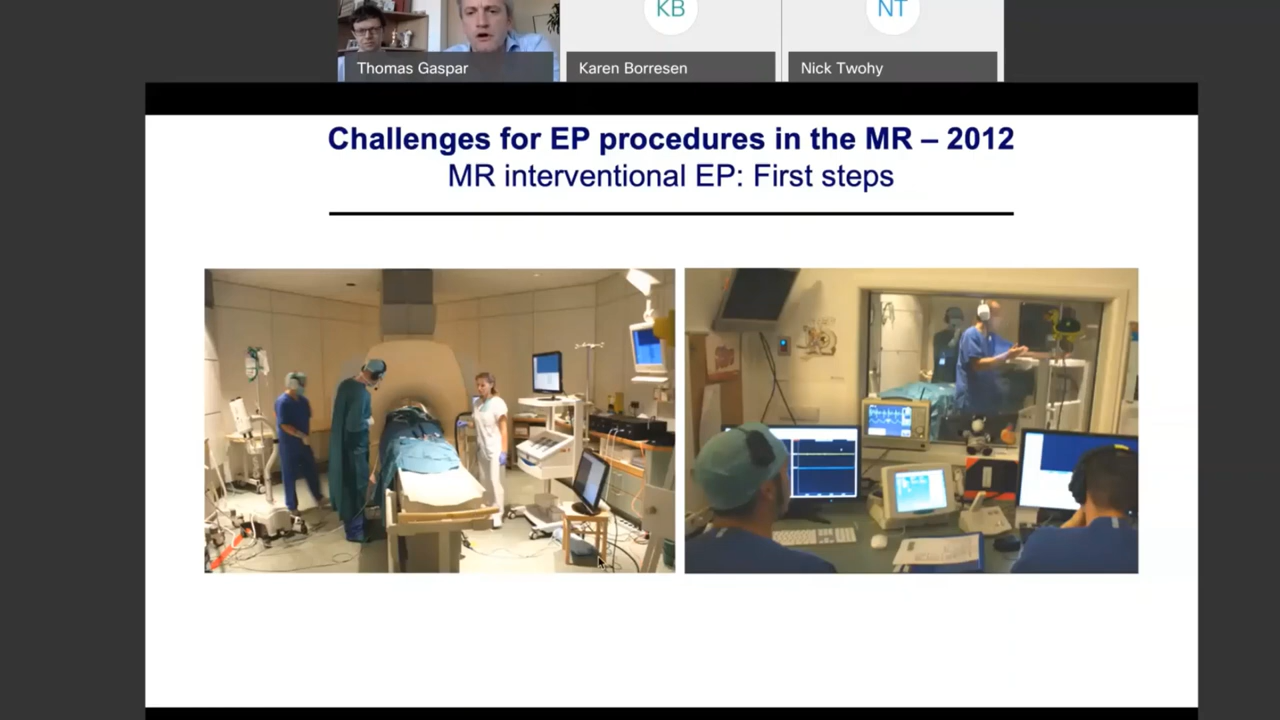 KB
NT
Thomas Gaspar
Karen Borresen
Nick Twohy
Challenges for EP procedures in the MR – 2012
MR interventional EP: First steps